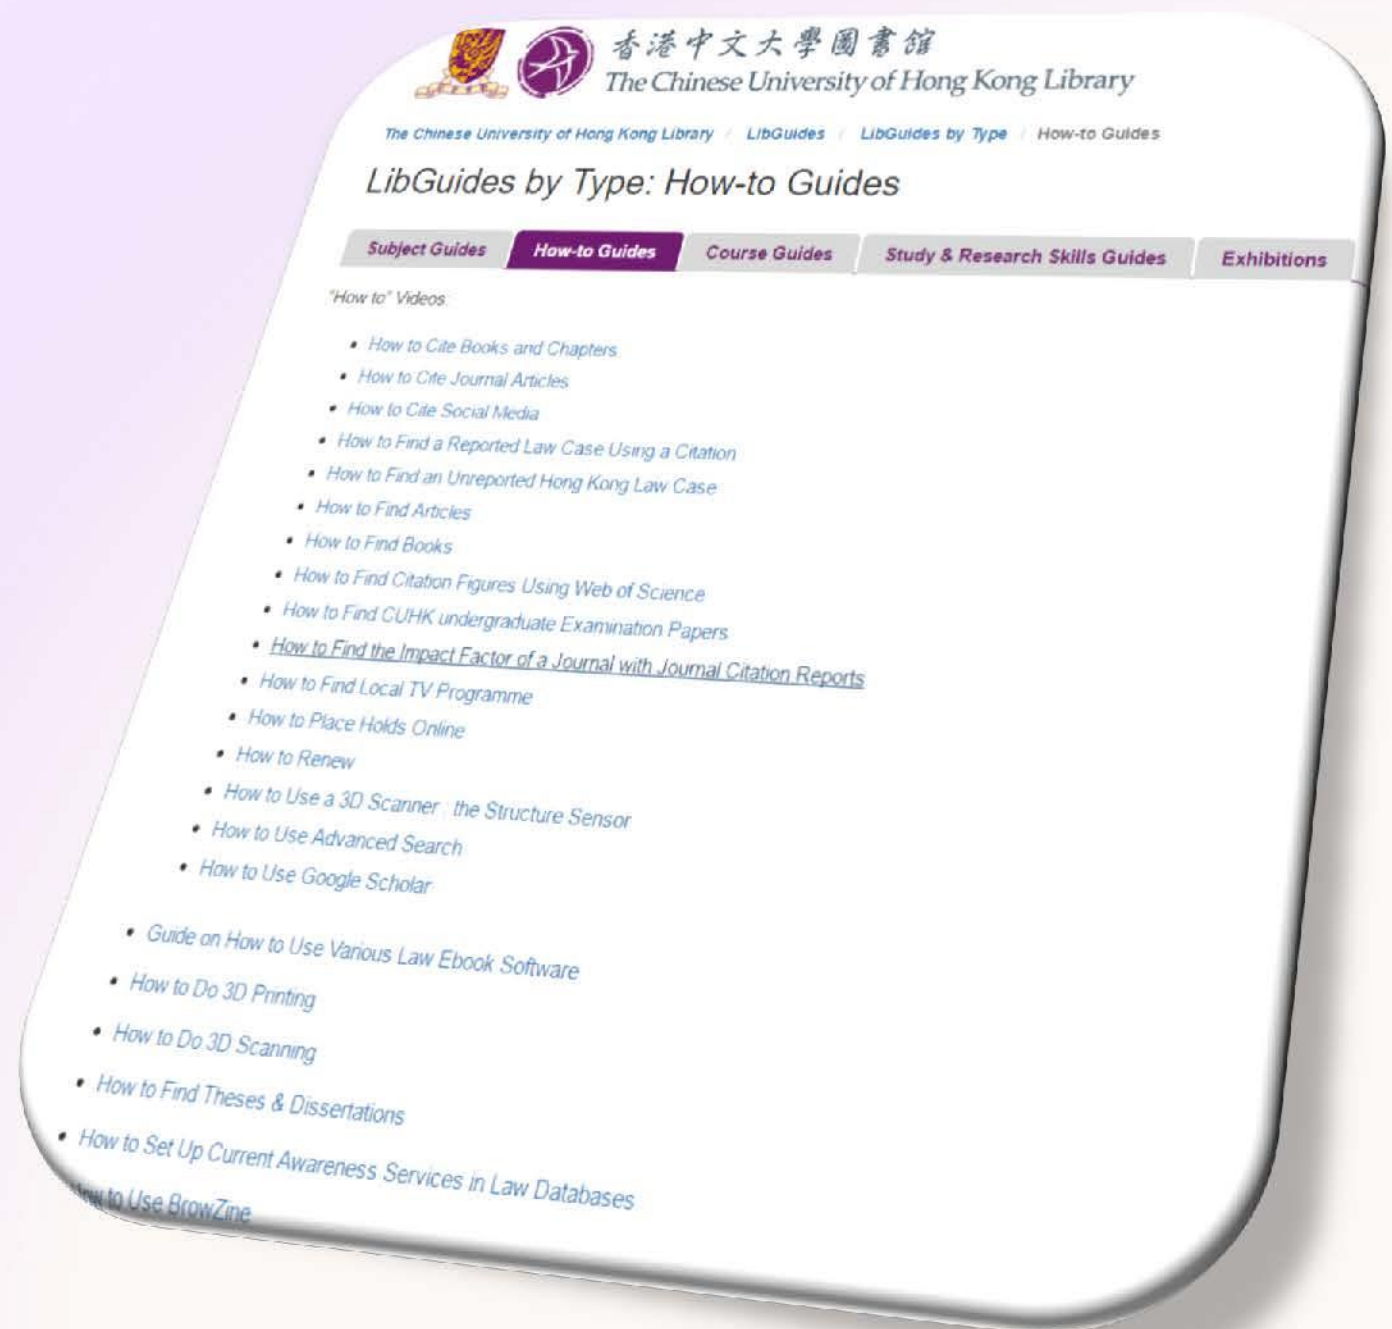 香港中文大學圖書館
The Chinese University of Hong Kong Library
The Chinese University of Hong Kong Library / LibGuides / LibGuides by Type / How-to Guides
LibGuides by Type: How-to Guides
Subject Guides How-to Guides Course Guides Study & Research Skills Guides Exhibitions
"How to" Videos:
• How to Cite Books and Chapters
• How to Cite Journal Articles
• How to Cite Social Media
• How to Find a Reported Law Case Using a Citation
• How to Find an Unreported Hong Kong Law Case
• How to Find Articles
• How to Find Books
• How to Find Citation Figures Using Web of Science
• How to Find CUHK undergraduate Examination Papers
• How to Find the Impact Factor of a Journal with Journal Citation Reports
• How to Find Local TV Programme
• How to Place Holds Online
• How to Renew
• How to Use a 3D Scanner : the Structure Sensor
• How to Use Advanced Search
• How to Use Google Scholar
• Guide on How to Use Various Law Ebook Software
• How to Do 3D Printing
• How to Do 3D Scanning
• How to Find Theses & Dissertations
• How to Set Up Current Awareness Services in Law Databases
How to Use BrowZine